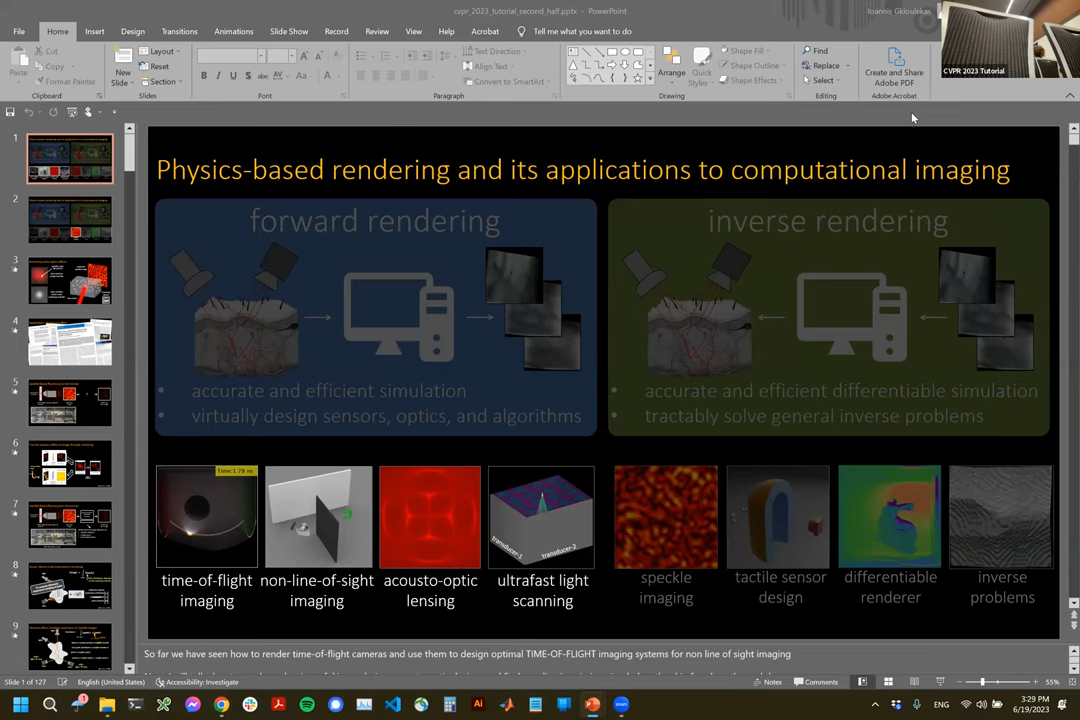 cvpr_2023_tutorial_second_half.pptx - PowerPoint
Ioannis Gkioulekas
CVPR 2023 Tutorial
File Home Insert Design Transitions Animations Slide Show Record Review View Help Acrobat Tell me what you want to do
Paste
Cut
Copy
Format Painter
Clipboard
New
Slide
Layout
Reset
Section
Slides
Font
Text Direction
Align Text
Convert to SmartArt
Paragraph
Arrange
Quick
Styles
Shape Fill
Shape Outline
Shape Effects
Drawing
Find
Replace
Select
Editing
Create and Share
Adobe PDF
Adobe Acrobat
1
2
3
4
5
6
7
8
9
Physics-based rendering and its applications to computational imaging
forward rendering
• accurate and efficient simulation
• virtually design sensors, optics, and algorithms
inverse rendering
• accurate and efficient differentiable simulation
• tractably solve general inverse problems
Time:1.78 ns
transducer-1
transducer-2
time-of-flight
imaging
non-line-of-sight
imaging
acousto-optic
lensing
ultrafast light
scanning
speckle
imaging
tactile sensor
design
differentiable
renderer
inverse
problems
So far we have seen how to render time-of-flight cameras and use them to design optimal TIME-OF-FLIGHT imaging systems for non line of sight imaging
Slide 1 of 127 English (United States) Accessibility: Investigate Notes Comments 55%
ENG
3:29 PM
6/19/2023